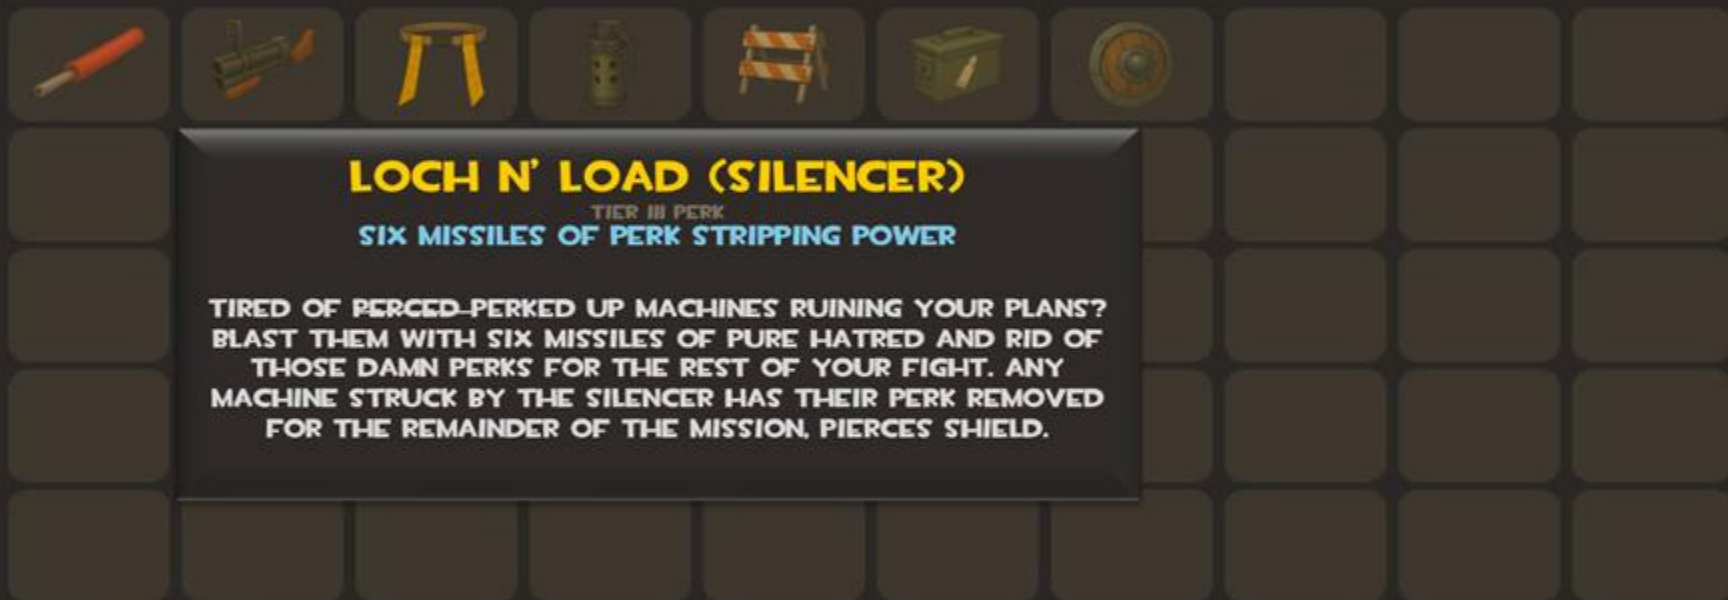 LOCH N' LOAD (SILENCER)
TIER III PERK
SIX MISSILES OF PERK STRIPPING POWER
TIRED OF PERCED PERKED UP MACHINES RUINING YOUR PLANS?
BLAST THEM WITH SIX MISSILES OF PURE HATRED AND RID OF
THOSE DAMN PERKS FOR THE REST OF YOUR FIGHT. ANY
MACHINE STRUCK BY THE SILENCER HAS THEIR PERK REMOVED
FOR THE REMAINDER OF THE MISSION, PIERCES SHIELD.